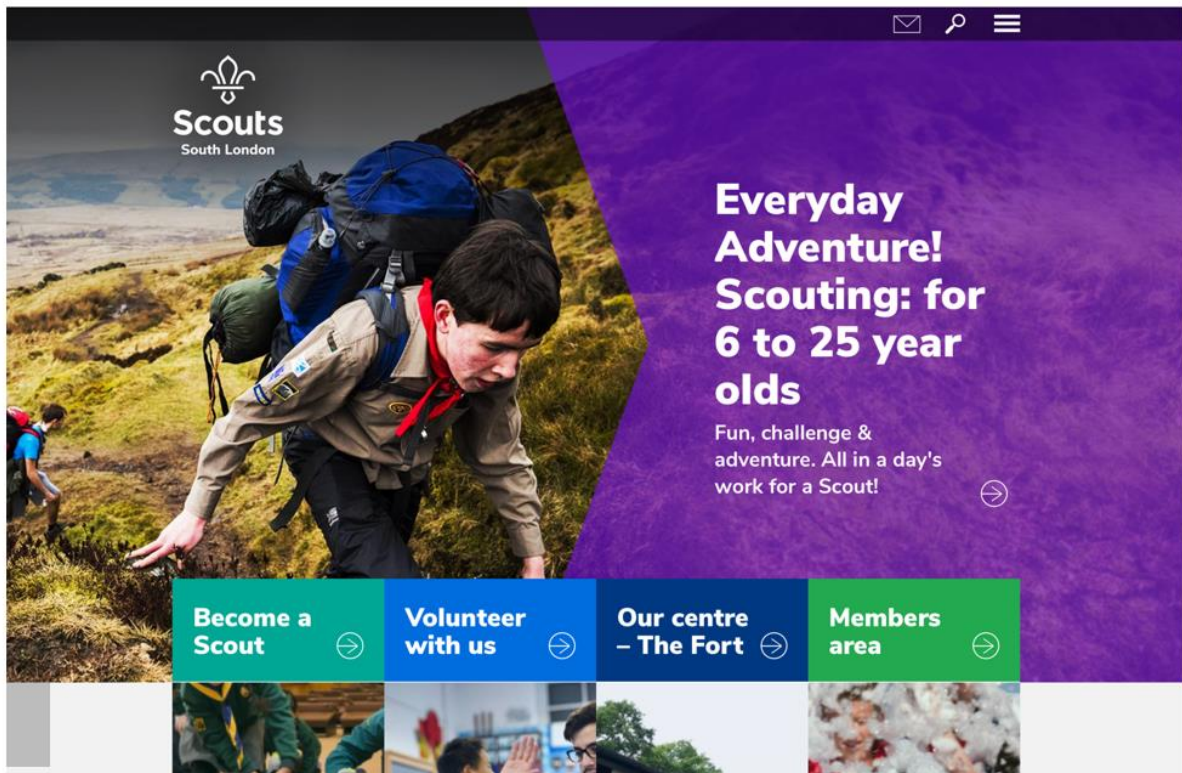 Scouts
South London
Everyday
Adventure!
Scouting: for
6 to 25 year
olds
Fun, challenge &
adventure. All in a day's
work for a Scout!
Become a
Scout
Volunteer
with us
Our centre
– The Fort
Members
area